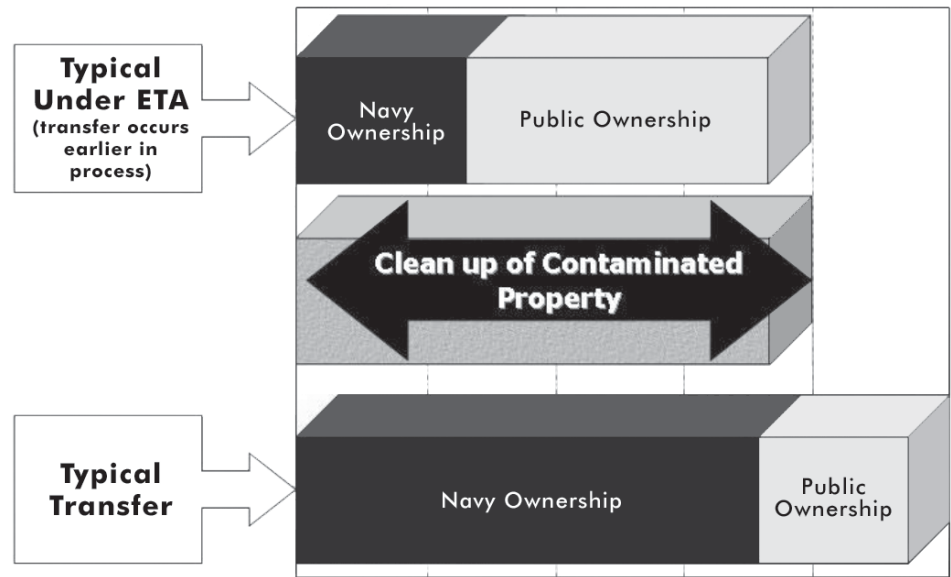 Typical
Under ETA
(transfer occurs
earlier in
process)
Navy
Ownership
Public Ownership
Clean up of Contaminated
Property
Typical
Transfer
Navy Ownership
Public
Ownership